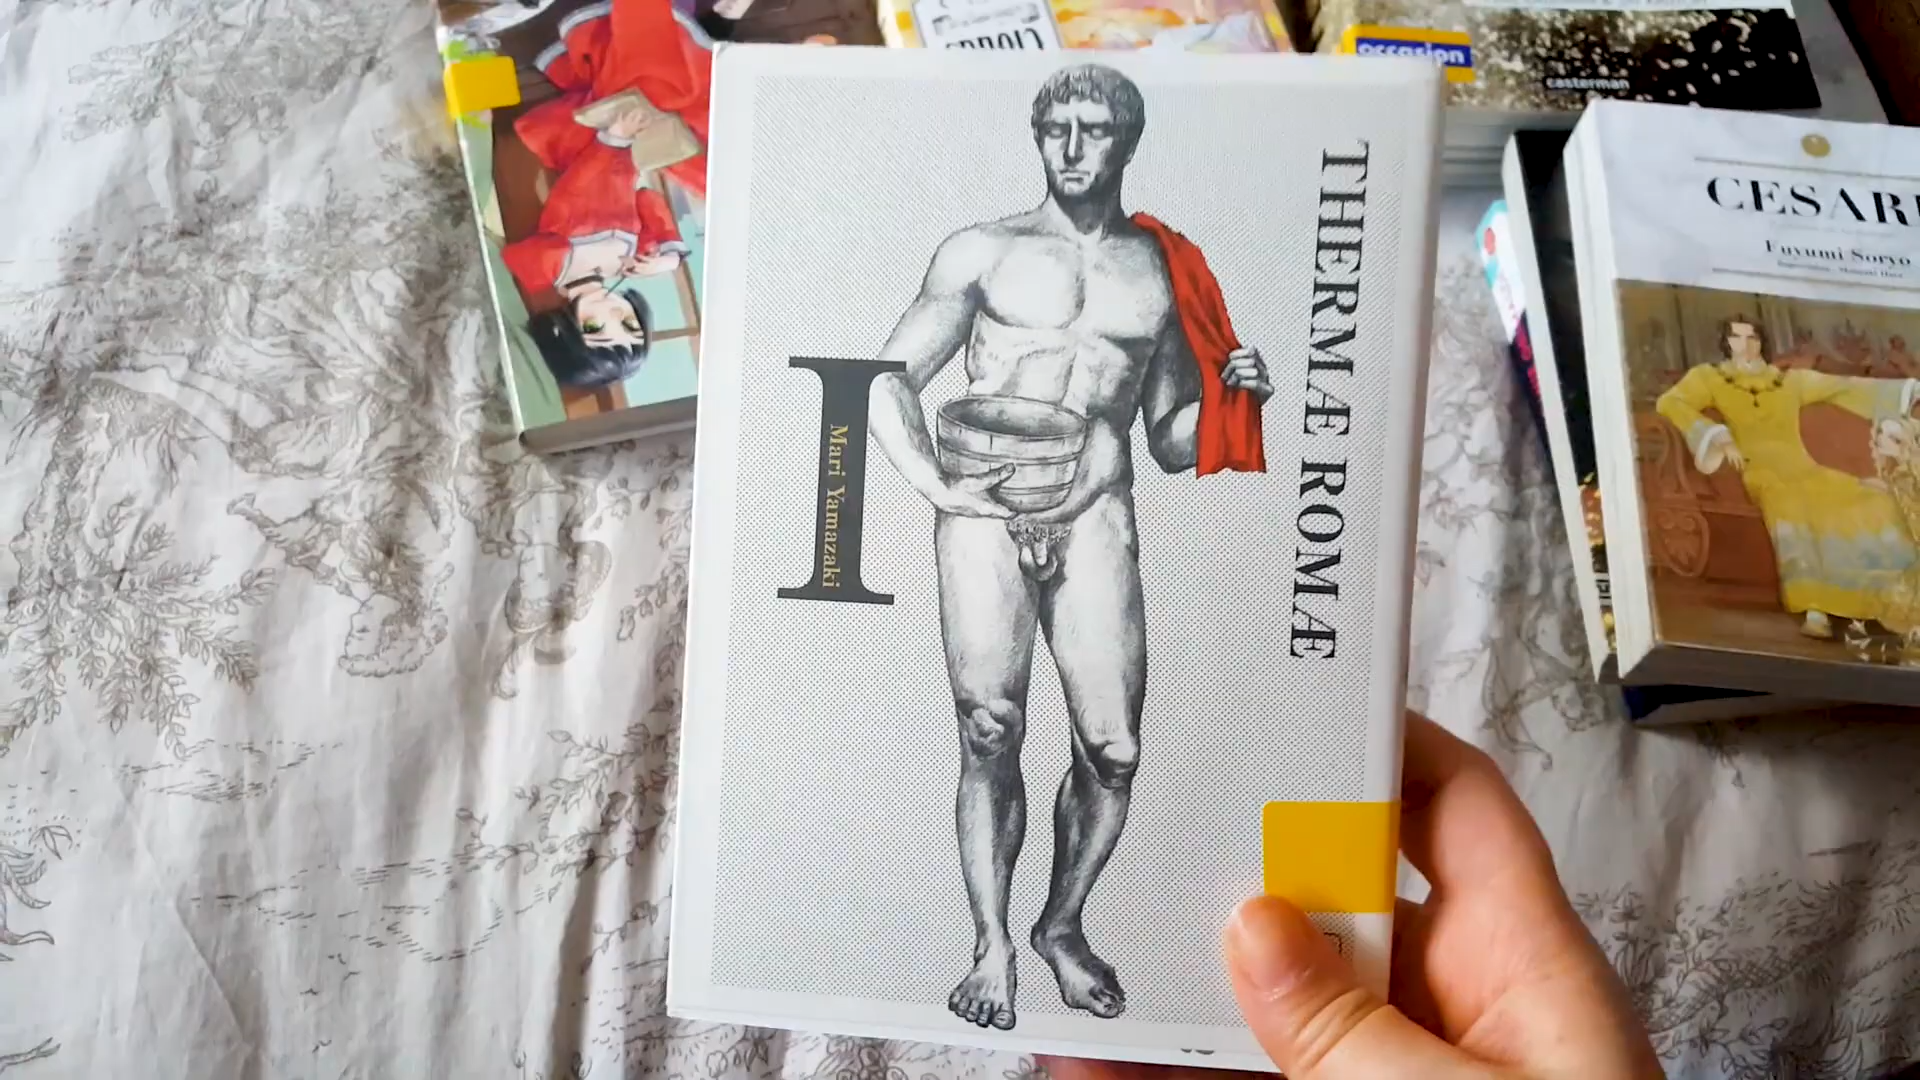 THERMÆ ROMÆ
I
Mari Yamazaki
occasion
casterman
CESAR
Fuyumi Soryo